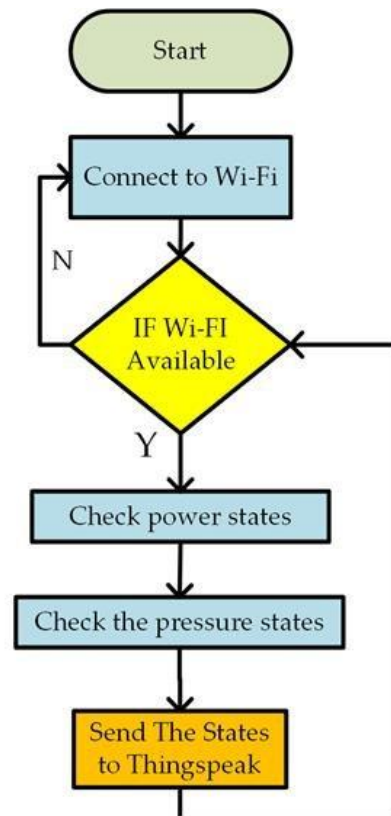 Start
Connect to Wi-Fi
N
IF Wi-FI
Available
Y
Check power states
Check the pressure states
Send The States
to Thingspeak